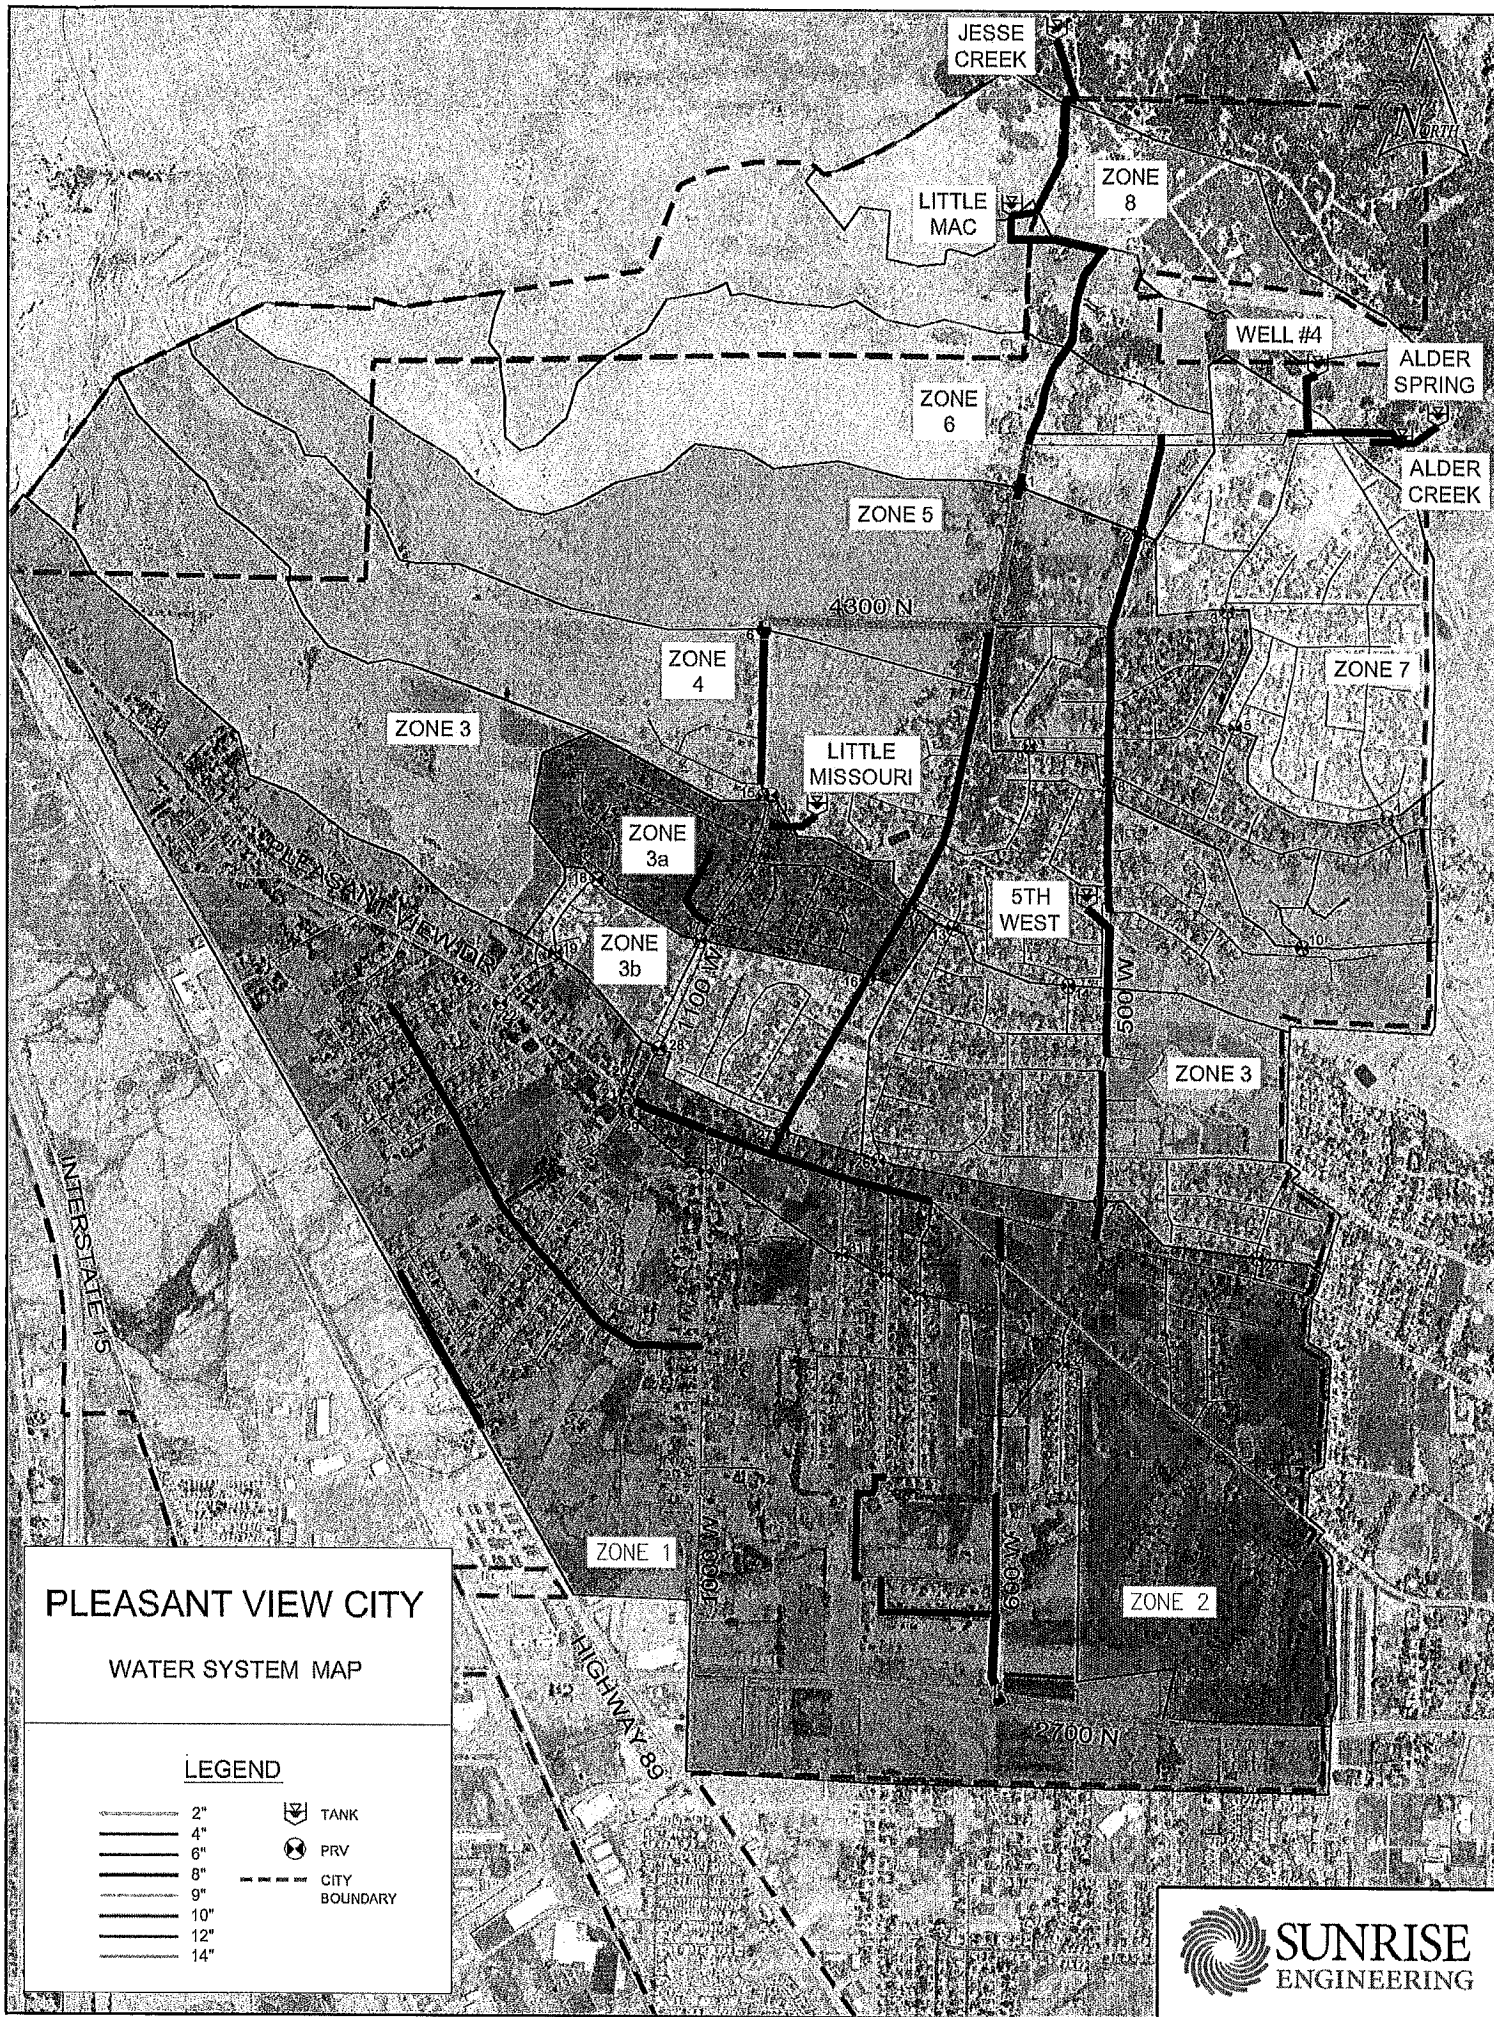 JESSE
CREEK
NORTH
ZONE
8
LITTLE
MAC
WELL #4
ALDER
SPRING
ZONE
6
ALDER
CREEK
ZONE 5
4300 N
ZONE
4
ZONE 7
ZONE 3
LITTLE
MISSOURI
ZONE
3a
5TH
WEST
ZONE
3b
PLEASANT VIEW DR
1100 W
500 W
ZONE 3
INTERSTATE 15
ZONE 1
1000 W
600 W
ZONE 2
HIGHWAY 89
2700 N
PLEASANT VIEW CITY
WATER SYSTEM MAP
LEGEND
2"
4"
6"
8"
9"
10"
12"
14"
TANK
PRV
CITY
BOUNDARY
SUNRISE
ENGINEERING